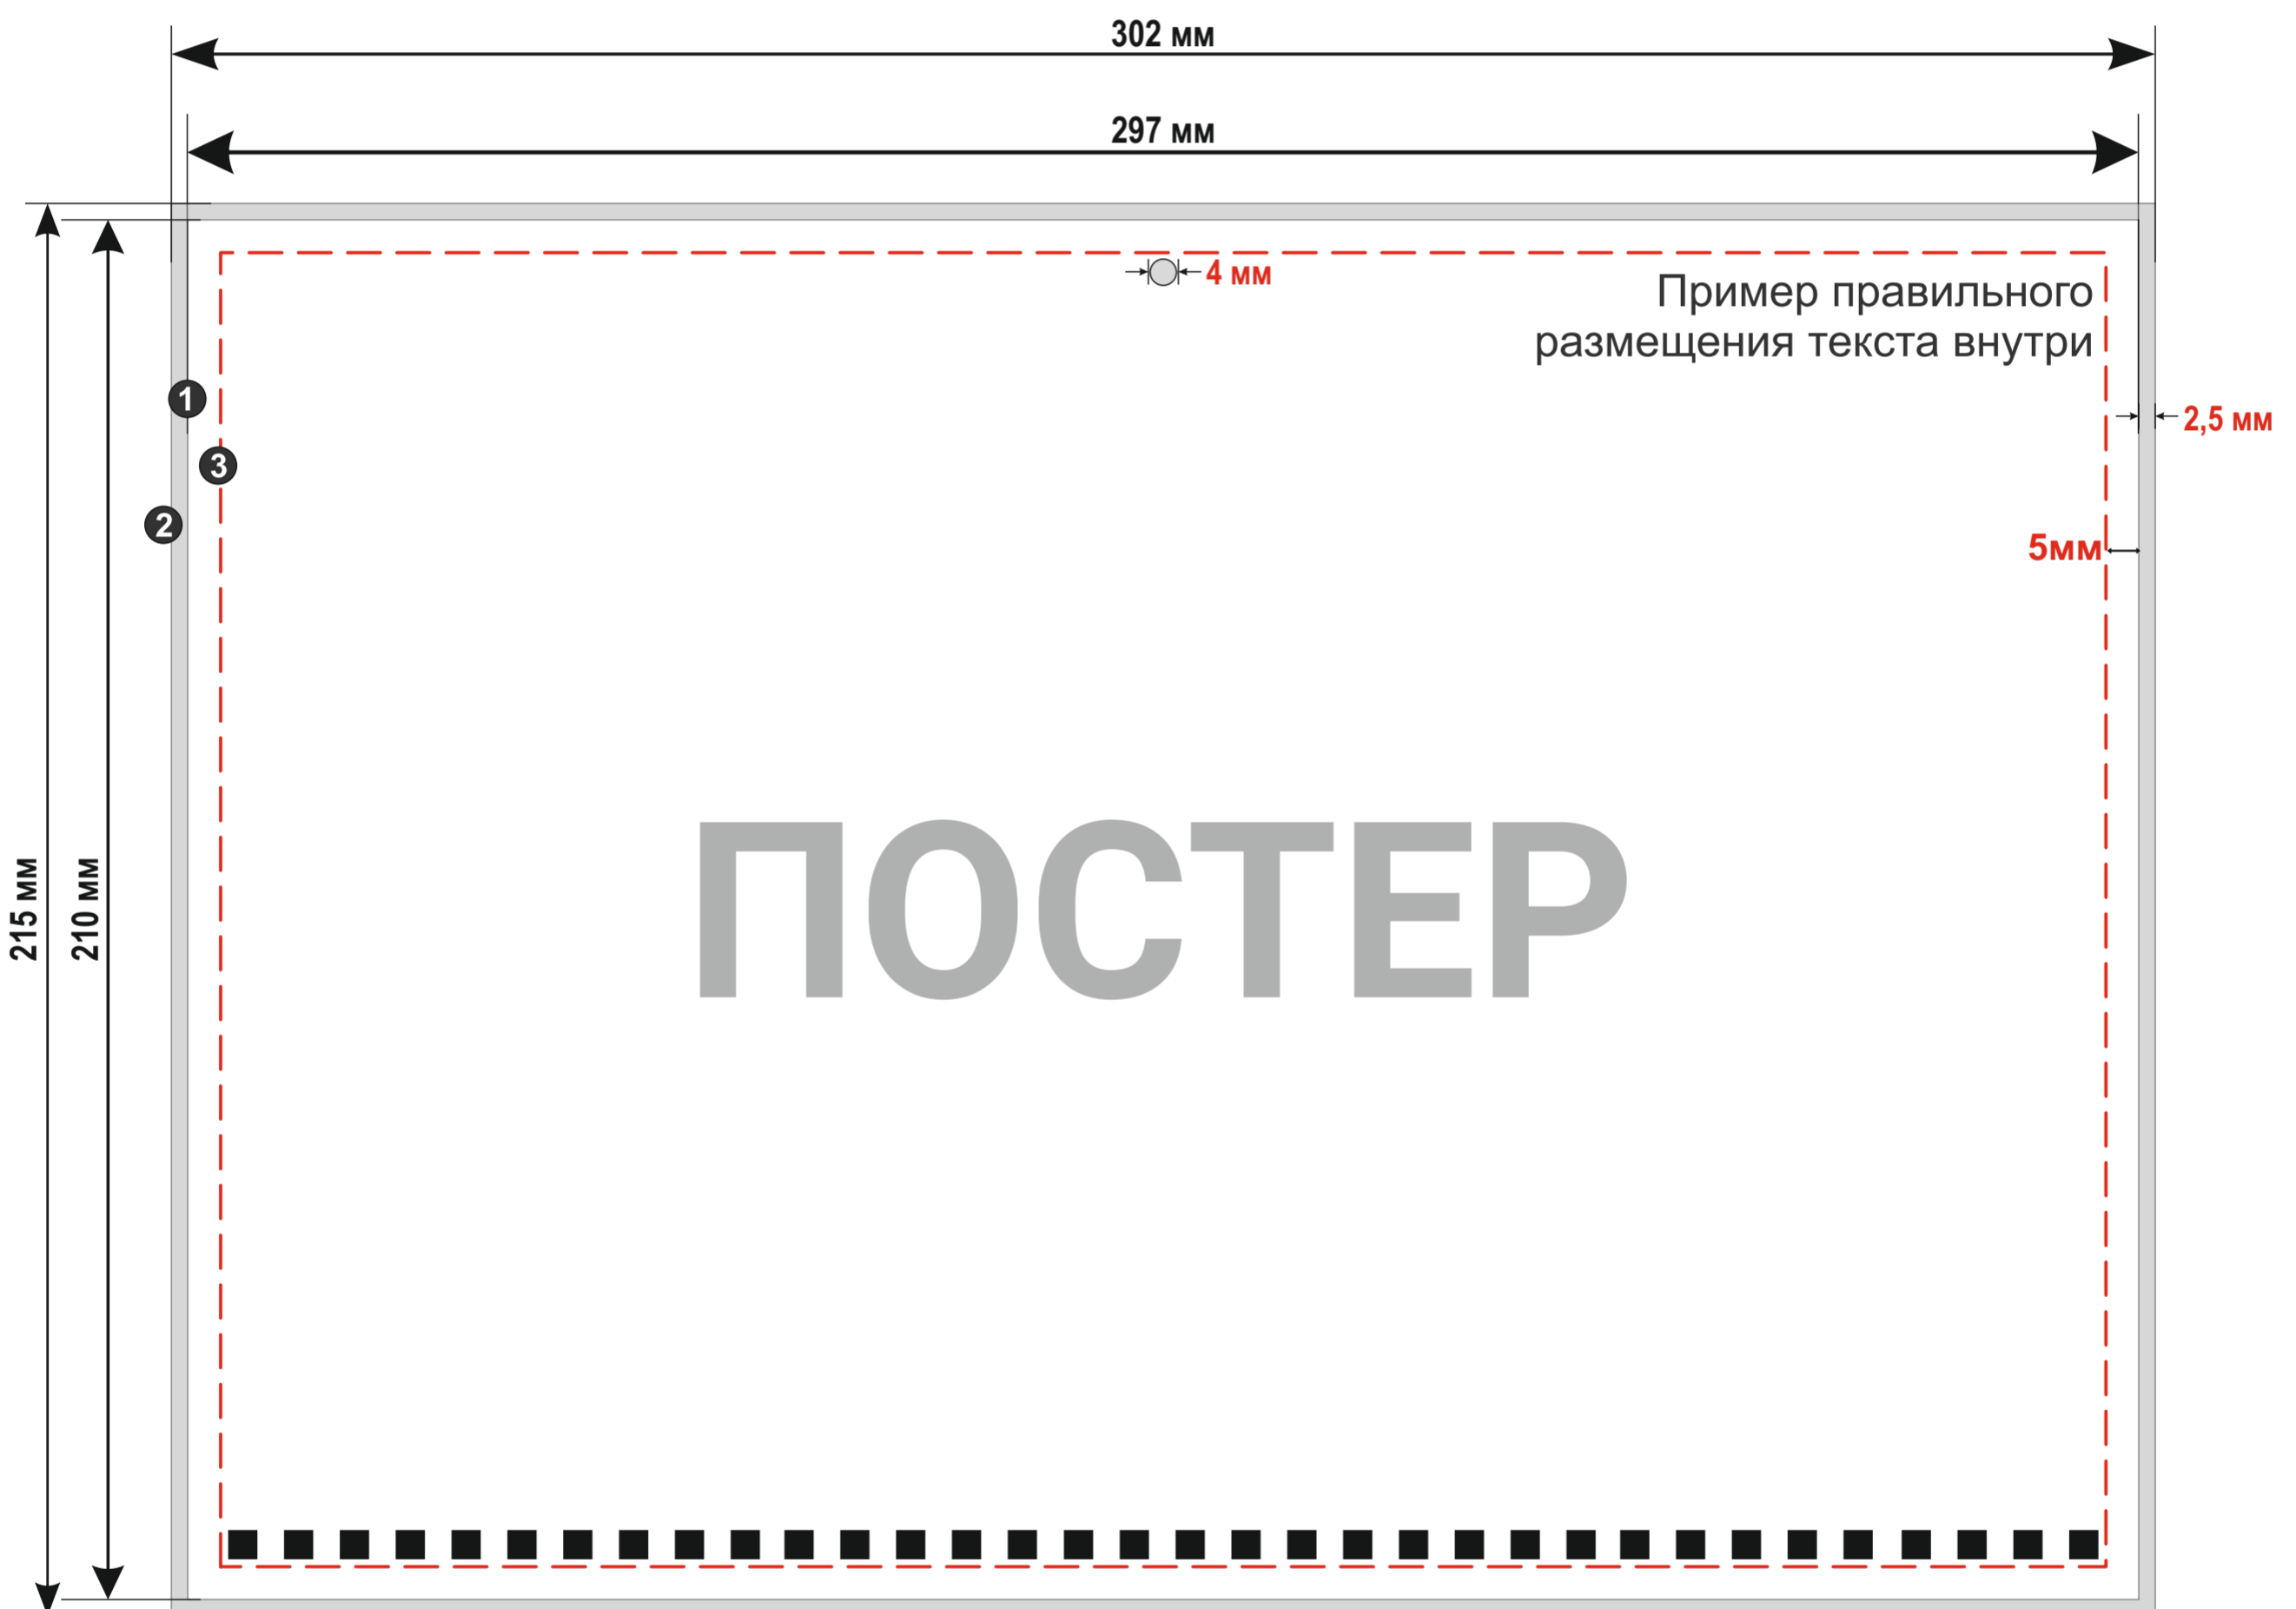 302 мм
297 мм
4 мм
Пример правильного
размещения текста внутри
1
2,5 мм
3
2
5мм
215 мм
210 мм
ПОСТЕР